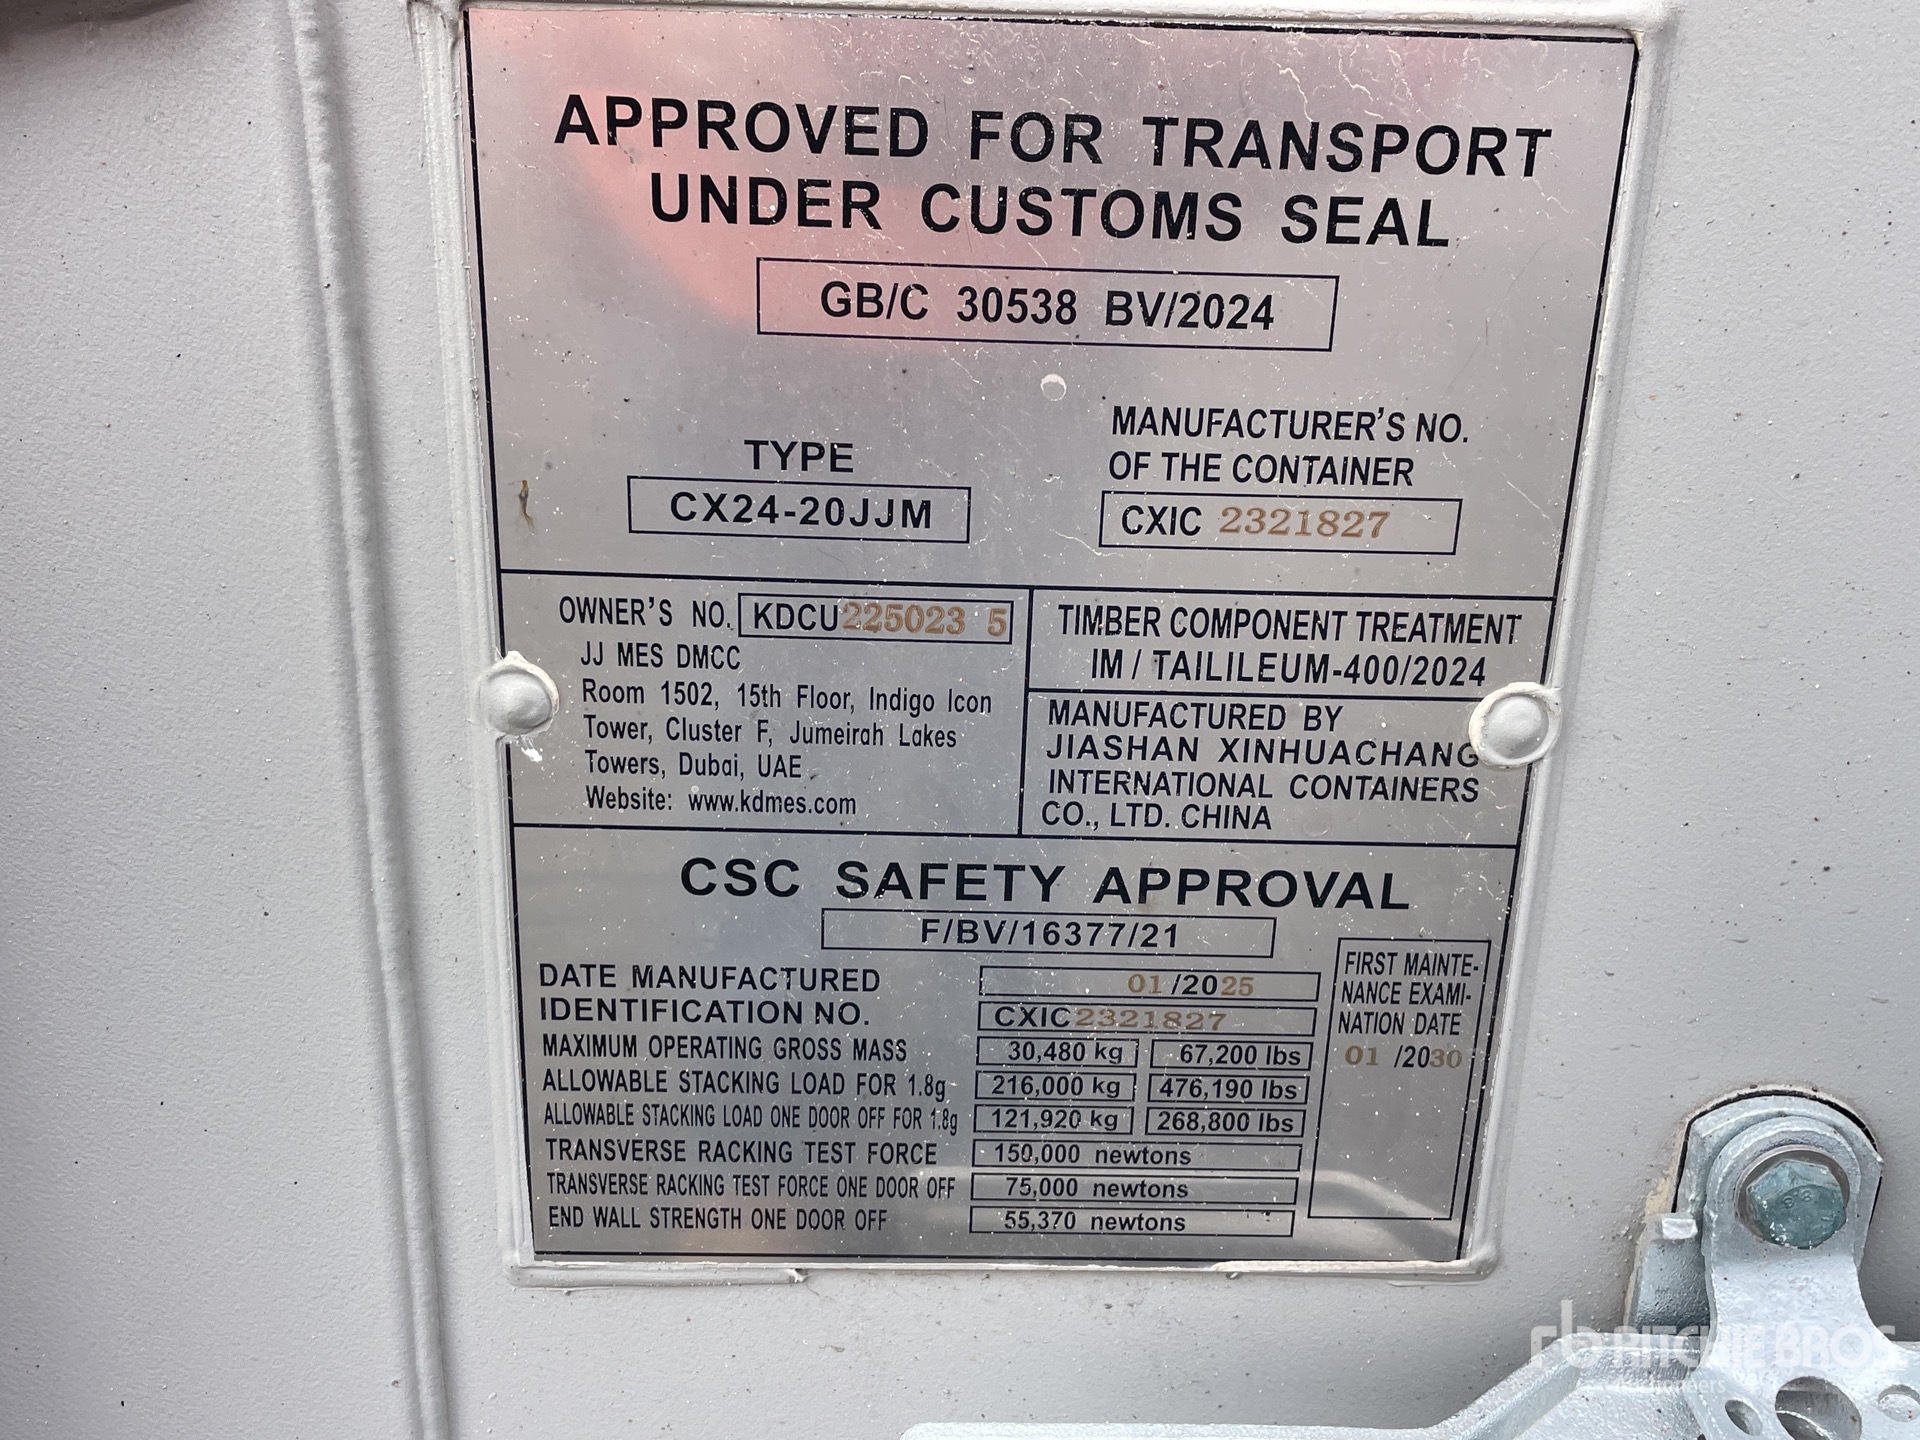 APPROVED FOR TRANSPORT
UNDER CUSTOMS SEAL
GB/C 30538 BV/2024
TYPE
CX24-20JJM
MANUFACTURER'S NO.
OF THE CONTAINER
CXIC 2321827
OWNER'S NO. KDCU 225023 5
JJ MES DMCC
Room 1502, 15th Floor, Indigo Icon
Tower, Cluster F, Jumeirah Lakes
Towers, Dubai, UAE
Website: www.kdmes.com
TIMBER COMPONENT TREATMENT
IM / TAILILEUM-400/2024
MANUFACTURED BY
JIASHAN XINHUACHANG
INTERNATIONAL CONTAINERS
CO., LTD. CHINA
CSC SAFETY APPROVAL
F/BV/16377/21
DATE MANUFACTURED 01/2025
IDENTIFICATION NO. CXIC2321827
MAXIMUM OPERATING GROSS MASS 30,480 kg 67,200 lbs
ALLOWABLE STACKING LOAD FOR 1.8g 216,000 kg 476,190 lbs
ALLOWABLE STACKING LOAD ONE DOOR OFF FOR 1.8g 121,920 kg 268,800 lbs
TRANSVERSE RACKING TEST FORCE 150,000 newtons
TRANSVERSE RACKING TEST FORCE ONE DOOR OFF 75,000 newtons
END WALL STRENGTH ONE DOOR OFF 55,370 newtons
FIRST MAINTE-
NANCE EXAMI-
NATION DATE
01 /2030
rb RITCHIE BROS